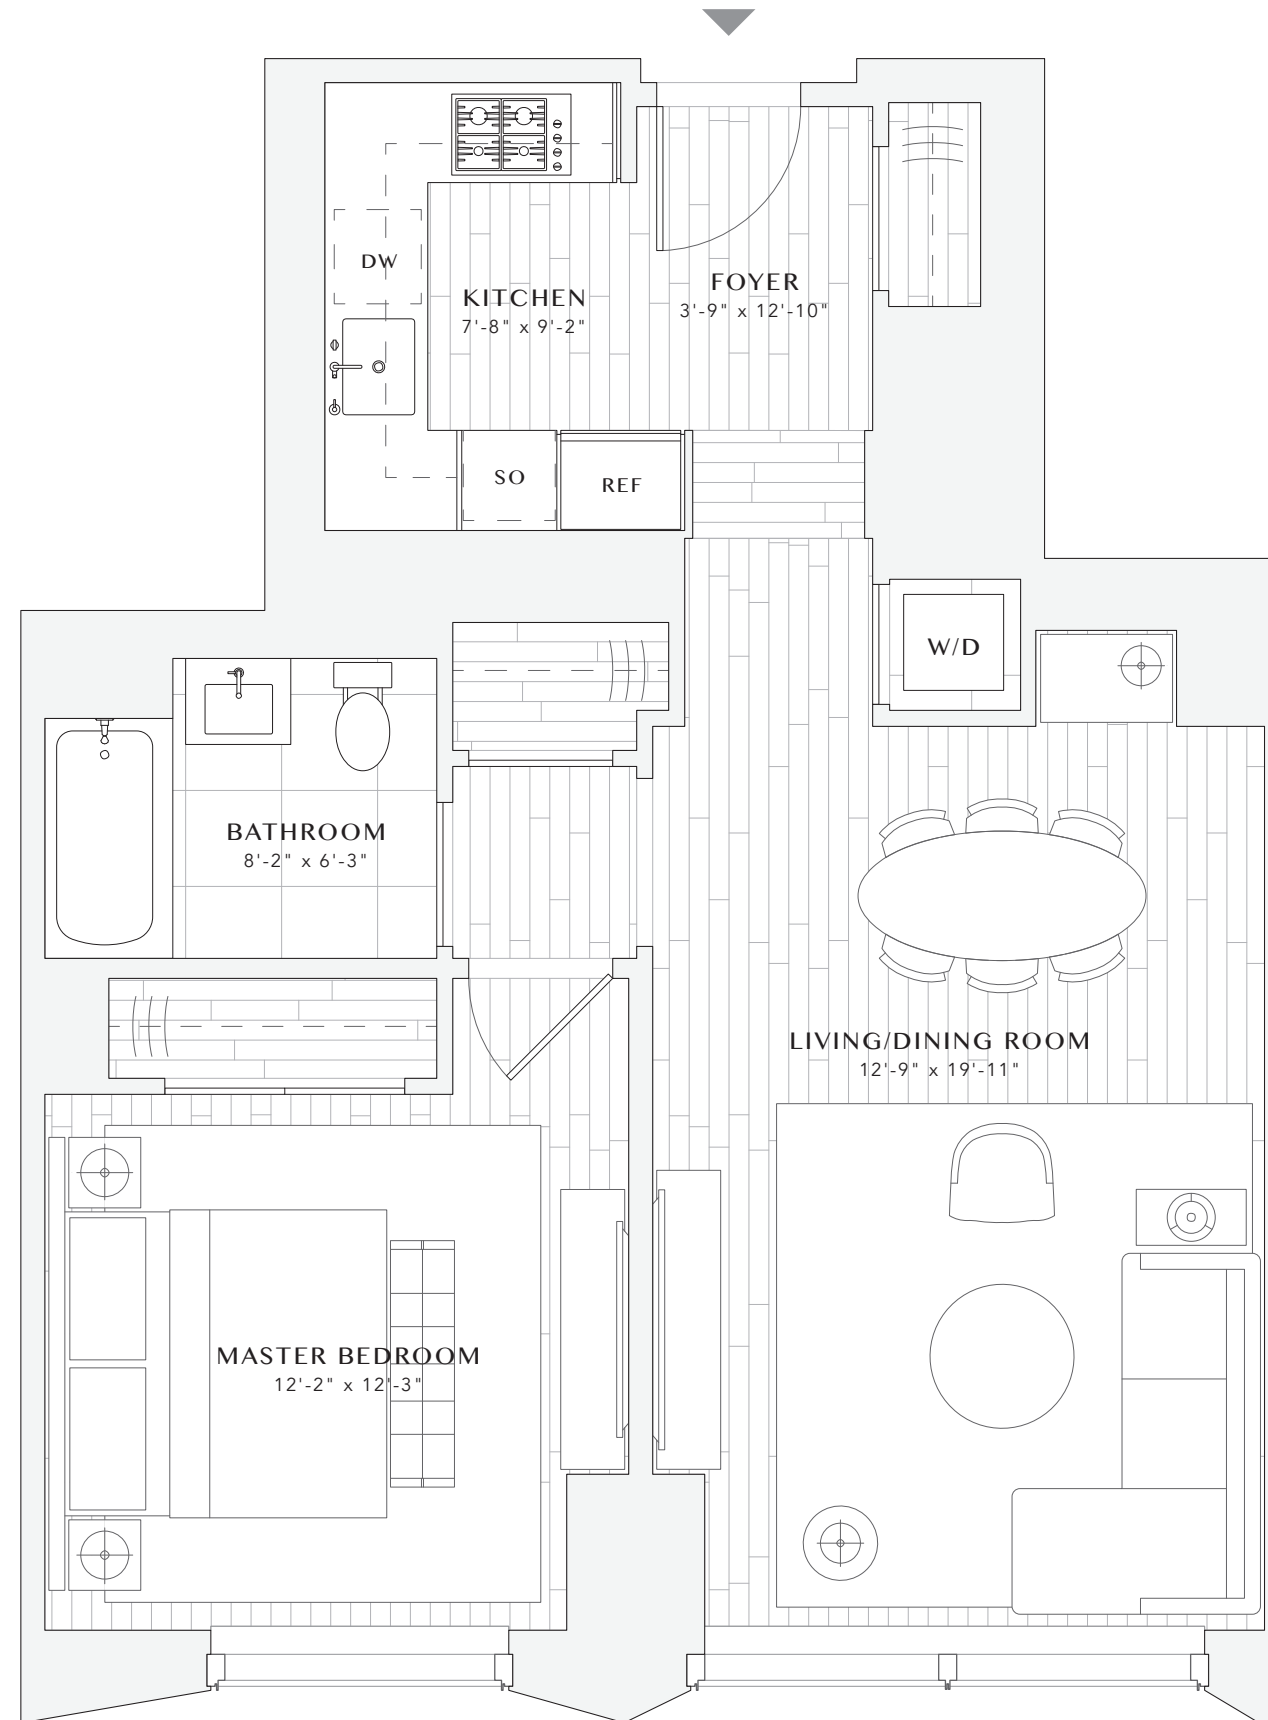 DW
KITCHEN
7'-8" x 9'-2"
FOYER
3'-9" x 12'-10"
SO
REF
W/D
BATHROOM
8'-2" x 6'-3"
LIVING/DINING ROOM
12'-9" x 19'-11"
MASTER BEDROOM
12'-2" x 12'-3"